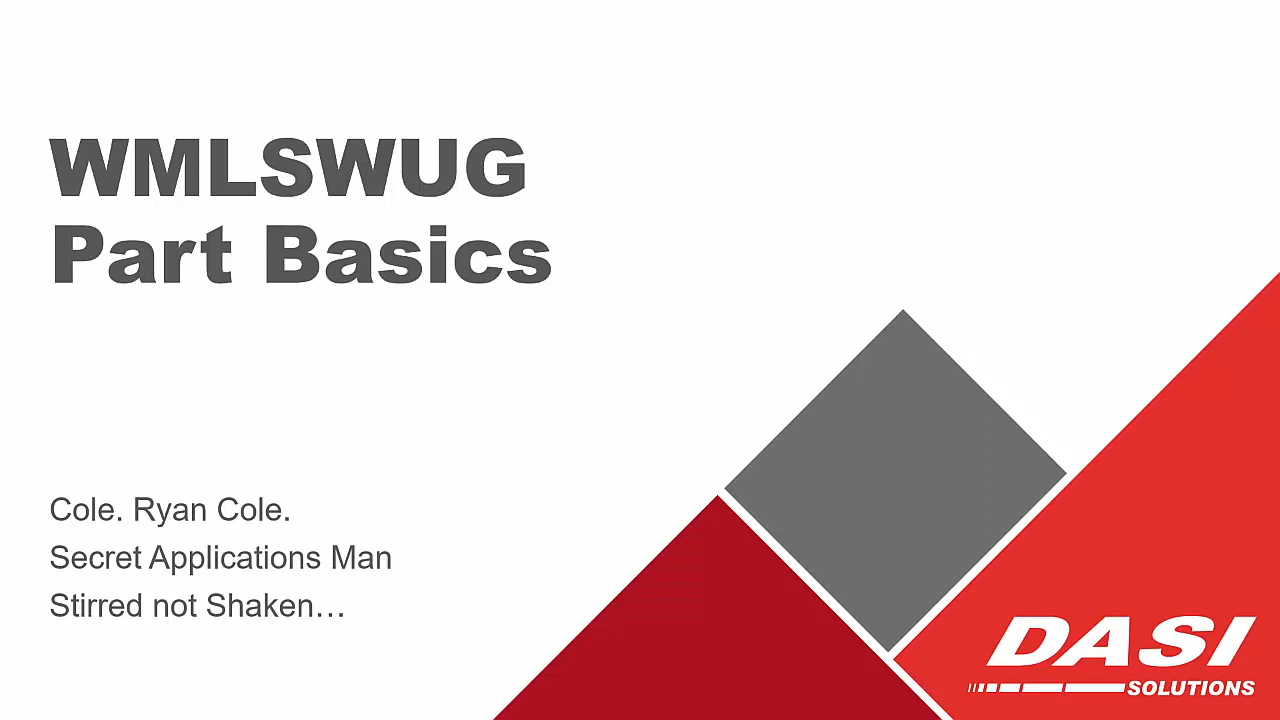 WMLSWUG
Part Basics
Cole. Ryan Cole.
Secret Applications Man
Stirred not Shaken…
DASI
SOLUTIONS